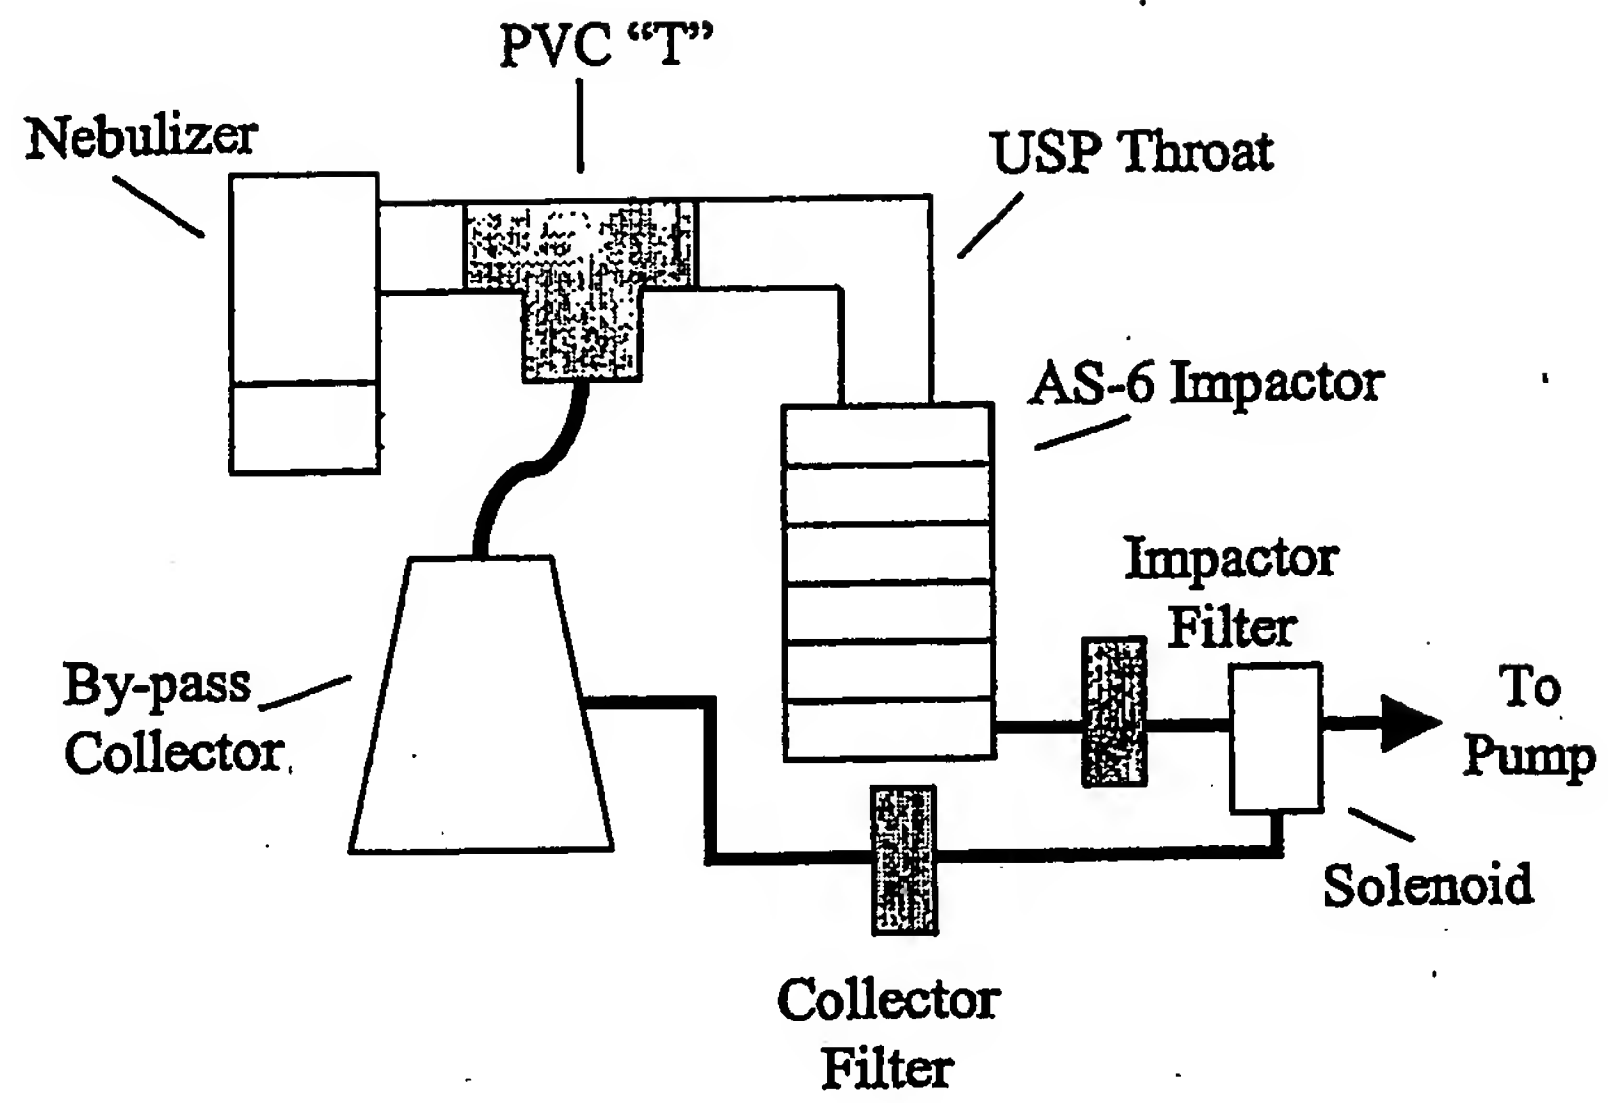 PVC “T”
Nebulizer
USP Throat
AS-6 Impactor
Impactor
Filter
By-pass
Collector
To
Pump
Solenoid
Collector
Filter